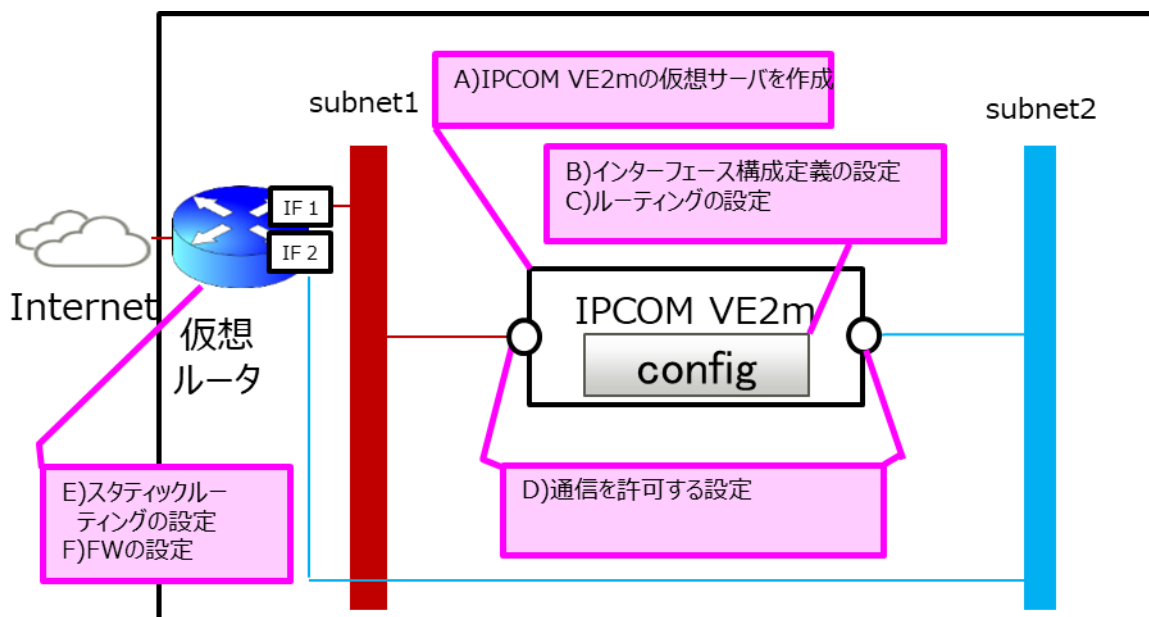 A)IPCOM VE2mの仮想サーバを作成
subnet1
subnet2
B)インターフェース構成定義の設定
C)ルーティングの設定
IF 1
IF 2
Internet
仮想
ルータ
IPCOM VE2m
config
E)スタティックルー
ティングの設定
F)FWの設定
D)通信を許可する設定